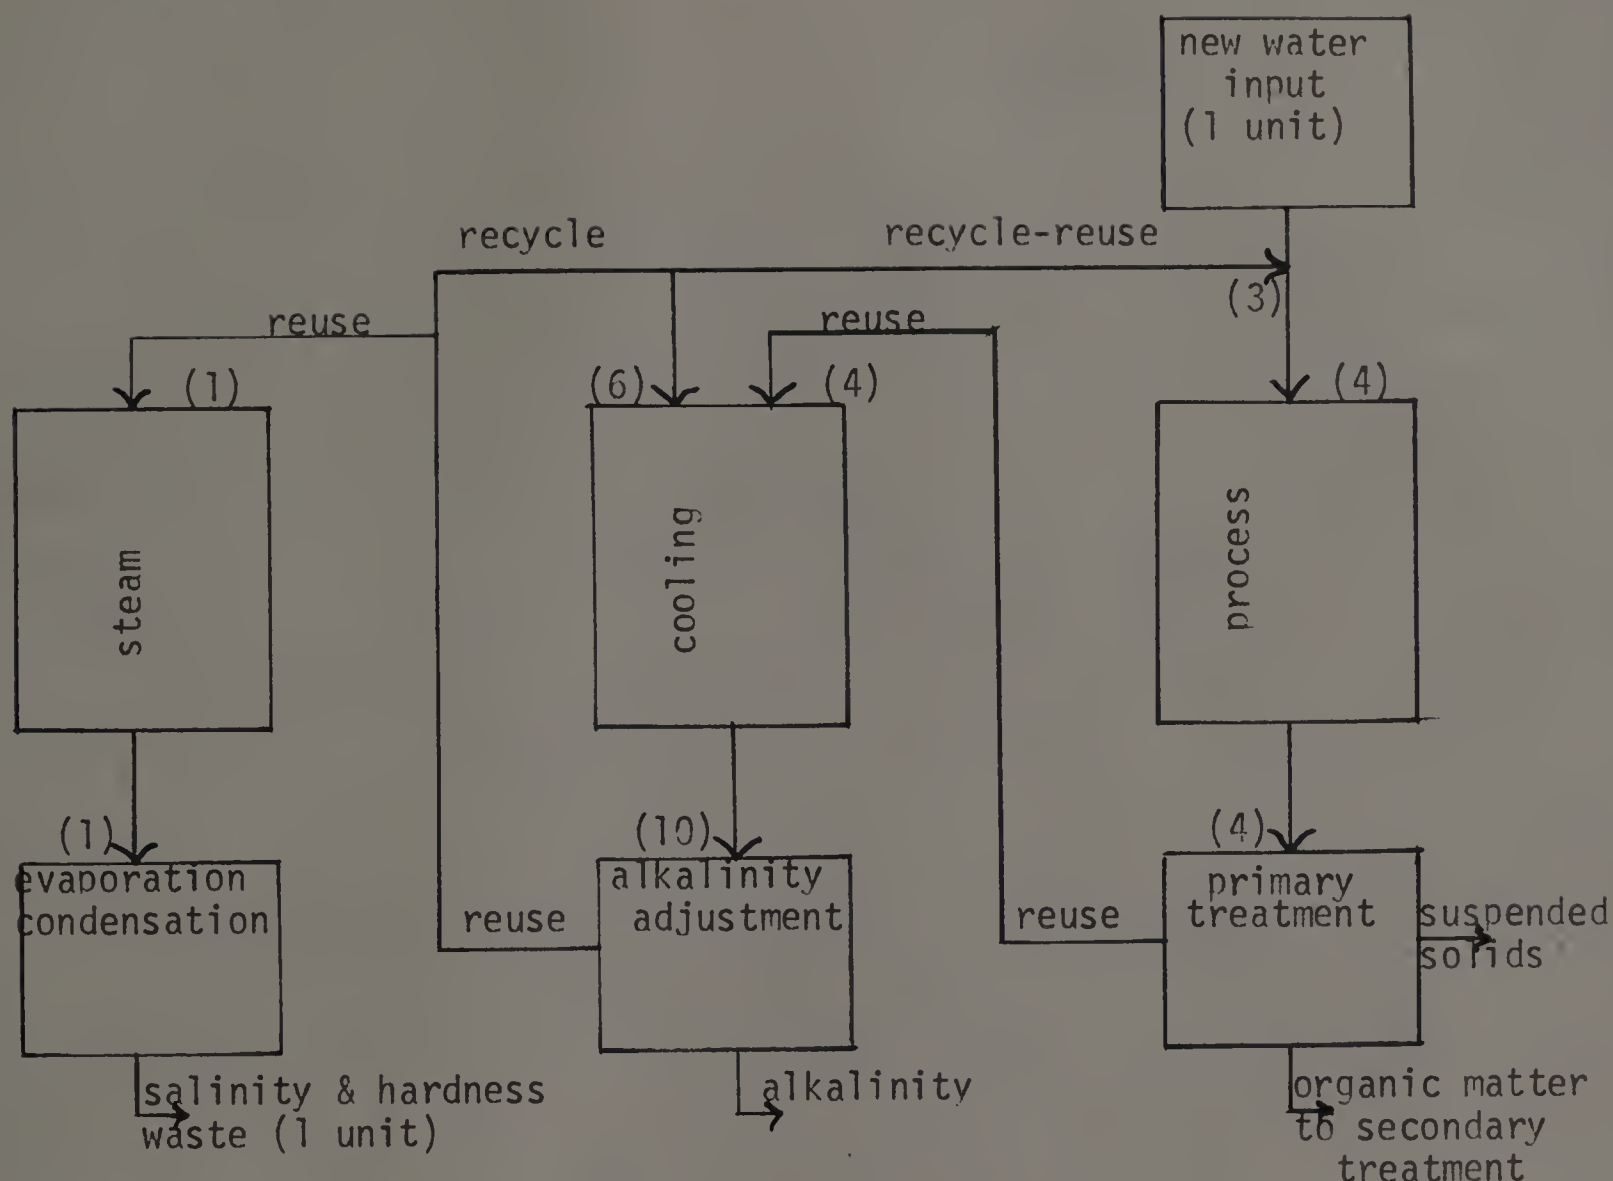 new water
input
(1 unit)
recycle
recycle-reuse
(3)
reuse
reuse
(1)
(6)
(4)
(4)
steam
cooling
process
(1)
(10)
(4)
evaporation
condensation
reuse
alkalinity
adjustment
reuse
primary
treatment
suspended
solids
salinity & hardness
waste (1 unit)
alkalinity
organic matter
to secondary
treatment